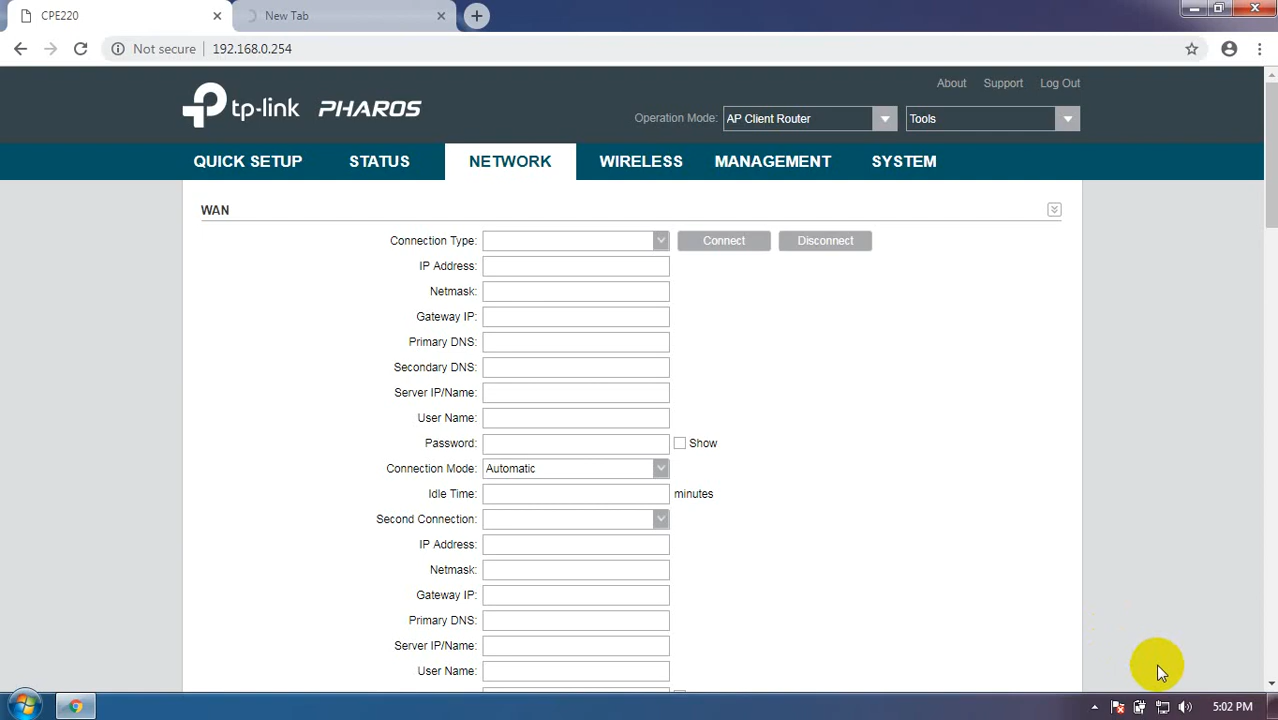 CPE220
New Tab
Not secure 192.168.0.254
About Support Log Out
tp-link PHAROS
Operation Mode: AP Client Router Tools
QUICK SETUP STATUS NETWORK WIRELESS MANAGEMENT SYSTEM
WAN
Connection Type: Connect Disconnect
IP Address:
Netmask:
Gateway IP:
Primary DNS:
Secondary DNS:
Server IP/Name:
User Name:
Password: Show
Connection Mode: Automatic
Idle Time: minutes
Second Connection:
IP Address:
Netmask:
Gateway IP:
Primary DNS:
Server IP/Name:
User Name:
5:02 PM